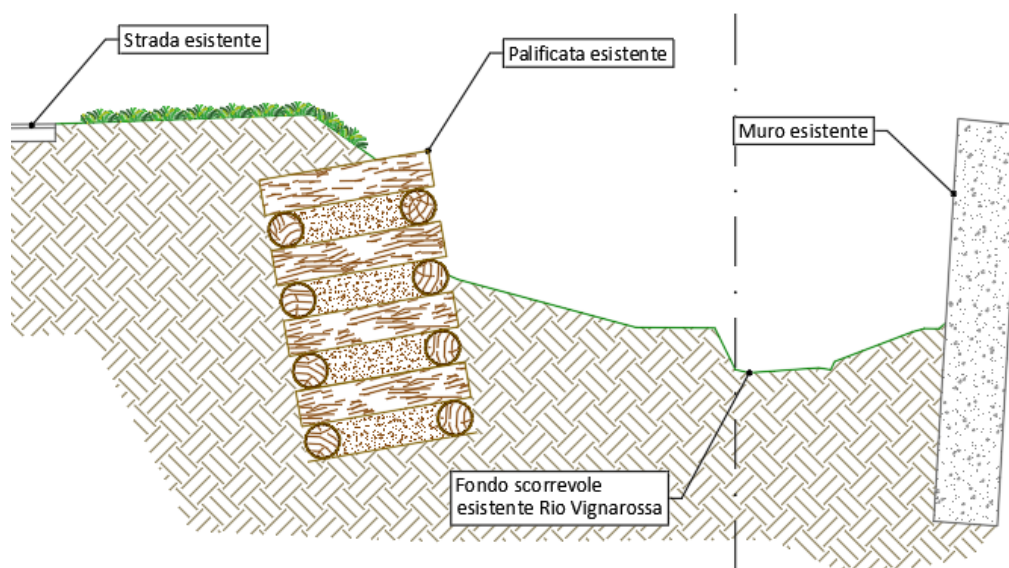 Strada esistente
Palificata esistente
Muro esistente
Fondo scorrevole
esistente Rio Vignarossa